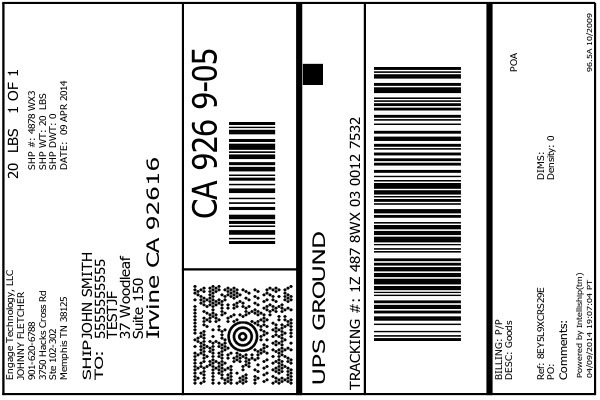 Engage Technology, LLC
JOHNNY FLETCHER
901-620-6788
3750 Hacks Cross Rd
Ste 102-302
Memphis TN 38125
20 LBS 1 OF 1
SHP #: 4878 WX3
SHP WT: 20 LBS
SHP DWT: 0
DATE: 09 APR 2014
SHIP JOHN SMITH
TO: 5555555555
TESTJF
37 Woodleaf
Suite 150
Irvine CA 92616
CA 926 9-05
UPS GROUND
TRACKING #: 1Z 487 8WX 03 0012 7532
BILLING: P/P
DESC: Goods
POA
DIMS:
Density: 0
Ref: 8EY5L9XCRS29E
PO:
Comments:
Powered by Intelliship(tm)
04/09/2014 19:07:04 PT
96.5A 10/2009